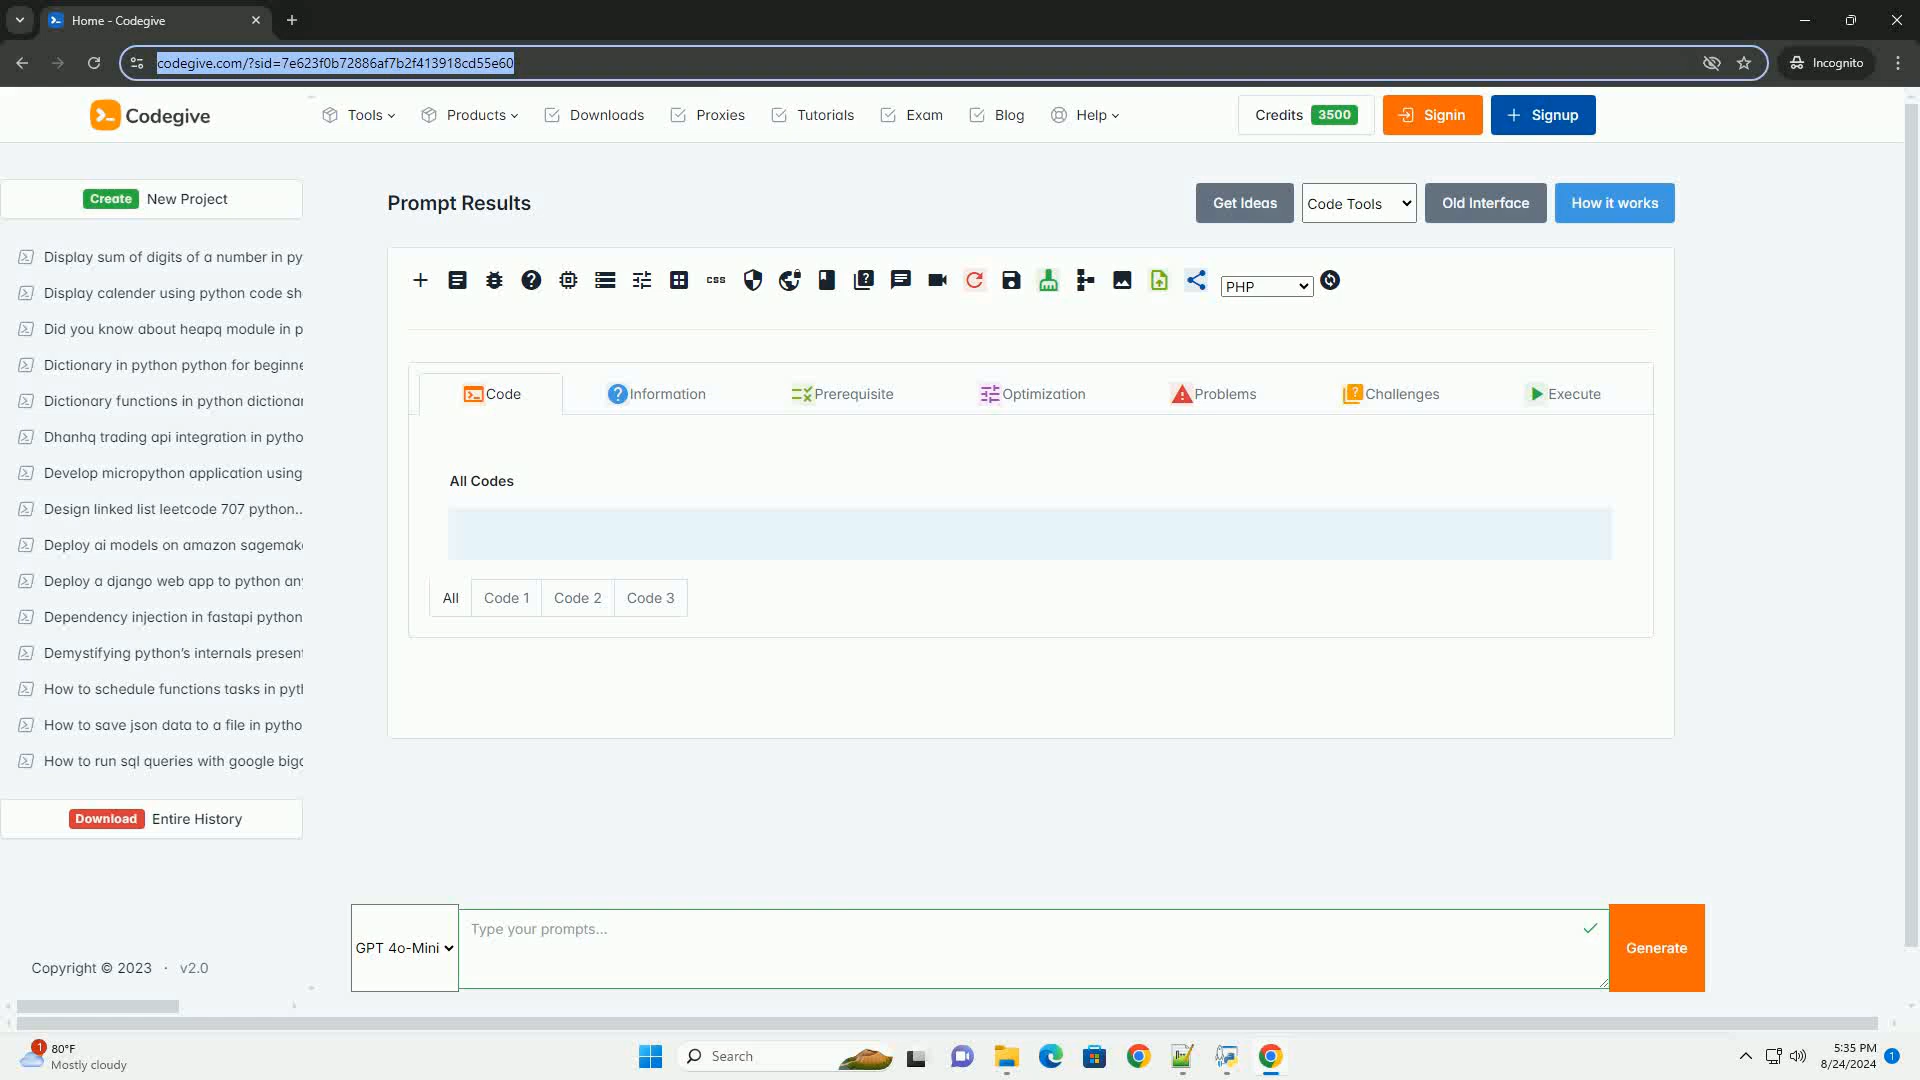 Home - Codegive
codegive.com/?sid=7e623f0b72886af7b2f413918cd55e60
Incognito
Codegive
Tools
Products
Downloads
Proxies
Tutorials
Exam
Blog
Help
Credits 3500
Signin
Signup
Create New Project
Display sum of digits of a number in py
Display calender using python code sh
Did you know about heapq module in p
Dictionary in python python for beginne
Dictionary functions in python dictionar
Dhanhq trading api integration in pytho
Develop micropython application using
Design linked list leetcode 707 python..
Deploy ai models on amazon sagemak
Deploy a django web app to python an
Dependency injection in fastapi python
Demystifying python's internals present
How to schedule functions tasks in pyt
How to save json data to a file in pytho
How to run sql queries with google big
Download Entire History
Copyright © 2023 · v2.0
Prompt Results
Get Ideas
Code Tools
Old Interface
How it works
css
PHP
Code
Information
Prerequisite
Optimization
Problems
Challenges
Execute
All Codes
All
Code 1
Code 2
Code 3
GPT 4o-Mini
Type your prompts...
Generate
1
80°F
Mostly cloudy
Search
5:35 PM
8/24/2024
1